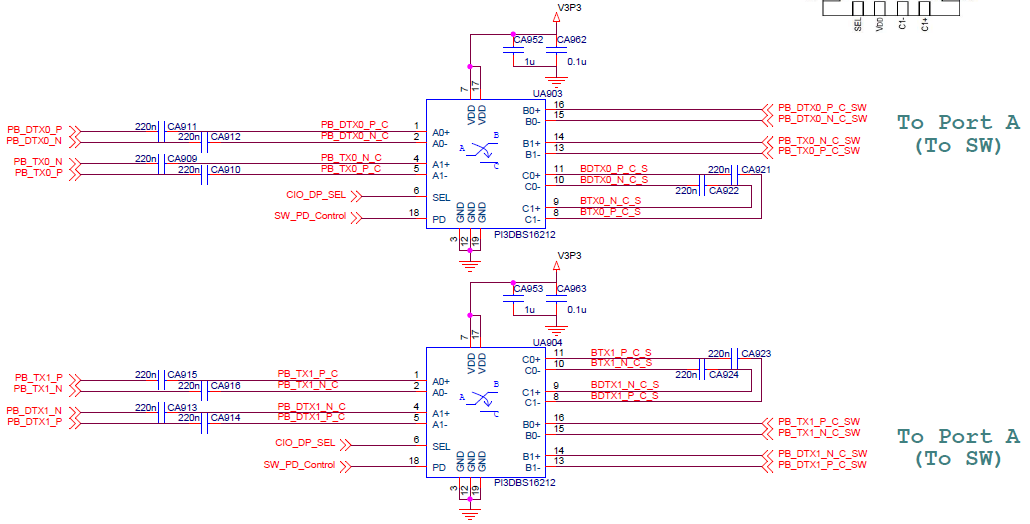 SEL VDD C1- C1+
V3P3
CA952 CA962
1u 0.1u
7 17 UA903
VDD VDD
PB_DTX0_P 220n CA911 PB_DTX0_P_C 1 A0+ B0+ 16 PB_DTX0_P_C_SW
PB_DTX0_N 220n CA912 PB_DTX0_N_C 2 A0- B0- 15 PB_DTX0_N_C_SW
To Port A
(To SW)
B
A
C
B1+ 14 PB_TX0_N_C_SW
B1- 13 PB_TX0_P_C_SW
PB_TX0_N 220n CA909 PB_TX0_N_C 4 A1+
PB_TX0_P 220n CA910 PB_TX0_P_C 5 A1-
C0+ 11 BDTX0_P_C_S 220n CA921
C0- 10 BDTX0_N_C_S 220n CA922
CIO_DP_SEL 6 SEL
C1+ 9 BTX0_N_C_S
SW_PD_Control 18 PD
C1- 8 BTX0_P_C_S
GND GND GND
3 12 19 PI3DBS16212
V3P3
CA953 CA963
1u 0.1u
7 17 UA904
VDD VDD
C0+ 11 BTX1_P_C_S 220n CA923
C0- 10 BTX1_N_C_S 220n CA924
PB_TX1_P 220n CA915 PB_TX1_P_C 1 A0+
PB_TX1_N 220n CA916 PB_TX1_N_C 2 A0-
B
A
C
C1+ 9 BDTX1_N_C_S
C1- 8 BDTX1_P_C_S
PB_DTX1_N 220n CA913 PB_DTX1_N_C 4 A1+
PB_DTX1_P 220n CA914 PB_DTX1_P_C 5 A1-
B0+ 16 PB_TX1_P_C_SW
B0- 15 PB_TX1_N_C_SW
To Port A
(To SW)
CIO_DP_SEL 6 SEL
B1+ 14 PB_DTX1_N_C_SW
SW_PD_Control 18 PD
B1- 13 PB_DTX1_P_C_SW
GND GND GND
3 12 19 PI3DBS16212